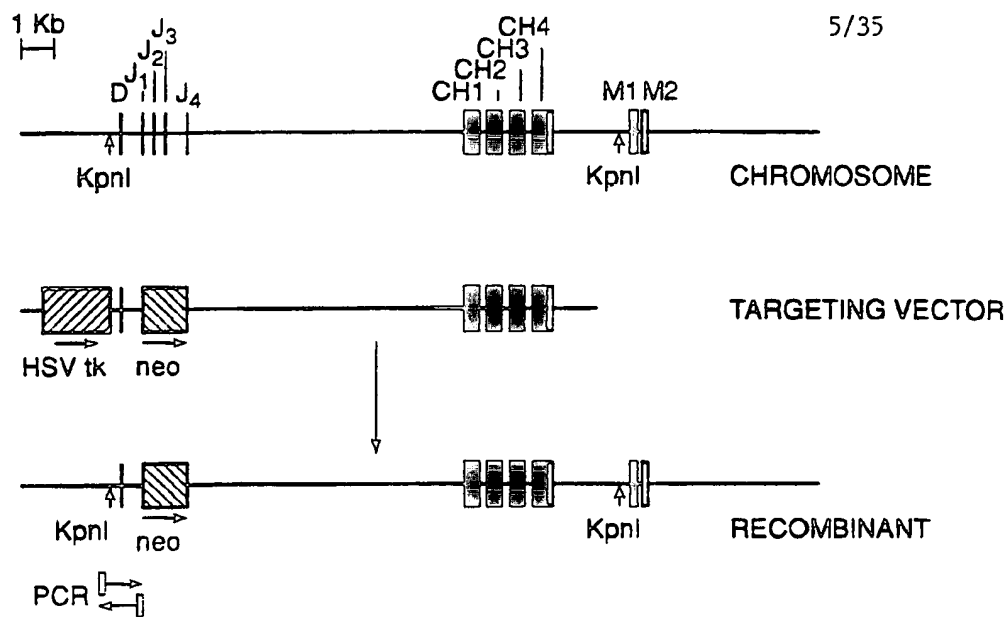 1 Kb
5/35
D J1 J2 J3 J4
CH1 CH2 CH3 CH4
M1 M2
KpnI
KpnI
CHROMOSOME
HSV tk
neo
TARGETING VECTOR
KpnI
neo
KpnI
RECOMBINANT
PCR